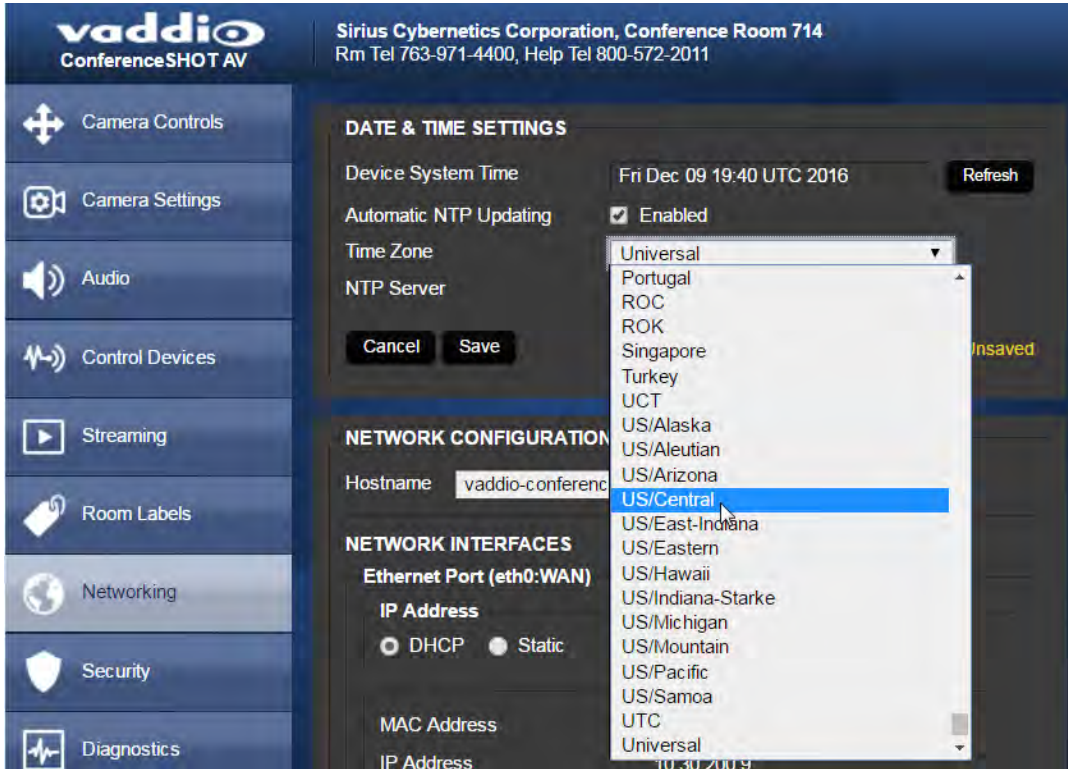 vaddio
ConferenceSHOT AV
Sirius Cybernetics Corporation, Conference Room 714
Rm Tel 763-971-4400, Help Tel 800-572-2011
Camera Controls
Camera Settings
Audio
Control Devices
Streaming
Room Labels
Networking
Security
Diagnostics
DATE & TIME SETTINGS
Device System Time
Fri Dec 09 19:40 UTC 2016
Refresh
Automatic NTP Updating
Enabled
Time Zone
Universal
NTP Server
Cancel
Save
Portugal
ROC
ROK
Singapore
Turkey
UCT
US/Alaska
US/Aleutian
US/Arizona
US/Central
US/East-Indiana
US/Eastern
US/Hawaii
US/Indiana-Starke
US/Michigan
US/Mountain
US/Pacific
US/Samoa
UTC
Universal
NETWORK CONFIGURATION
Hostname
vaddio-conferenc
NETWORK INTERFACES
Ethernet Port (eth0:WAN)
IP Address
DHCP
Static
MAC Address
IP Address